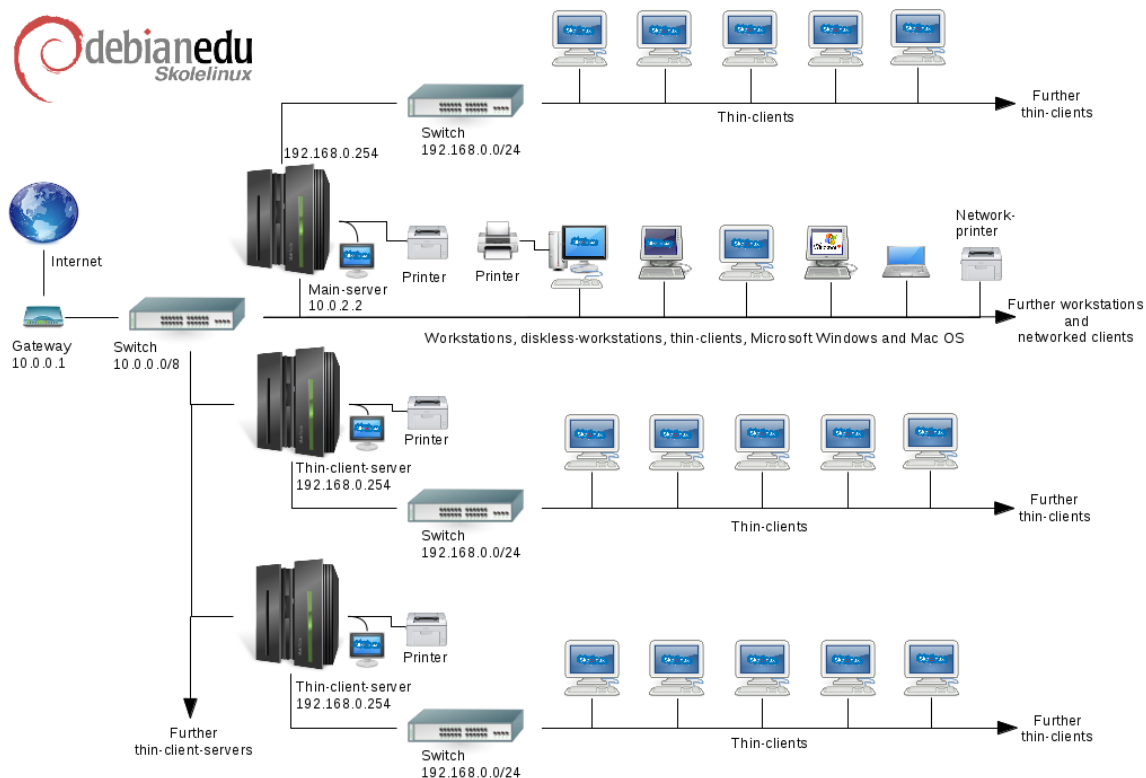 debianedu
Skolelinux
Further
thin-clients
Thin-clients
Switch
192.168.0.0/24
192.168.0.254
Internet
Printer
Printer
Network-
printer
Main-server
10.0.2.2
Gateway
10.0.0.1
Switch
10.0.0.0/8
Workstations, diskless-workstations, thin-clients, Microsoft Windows and Mac OS
Further workstations
and
networked clients
Printer
Thin-client-server
192.168.0.254
Switch
192.168.0.0/24
Thin-clients
Further
thin-clients
Printer
Thin-client-server
192.168.0.254
Switch
192.168.0.0/24
Thin-clients
Further
thin-clients
Further
thin-client-servers